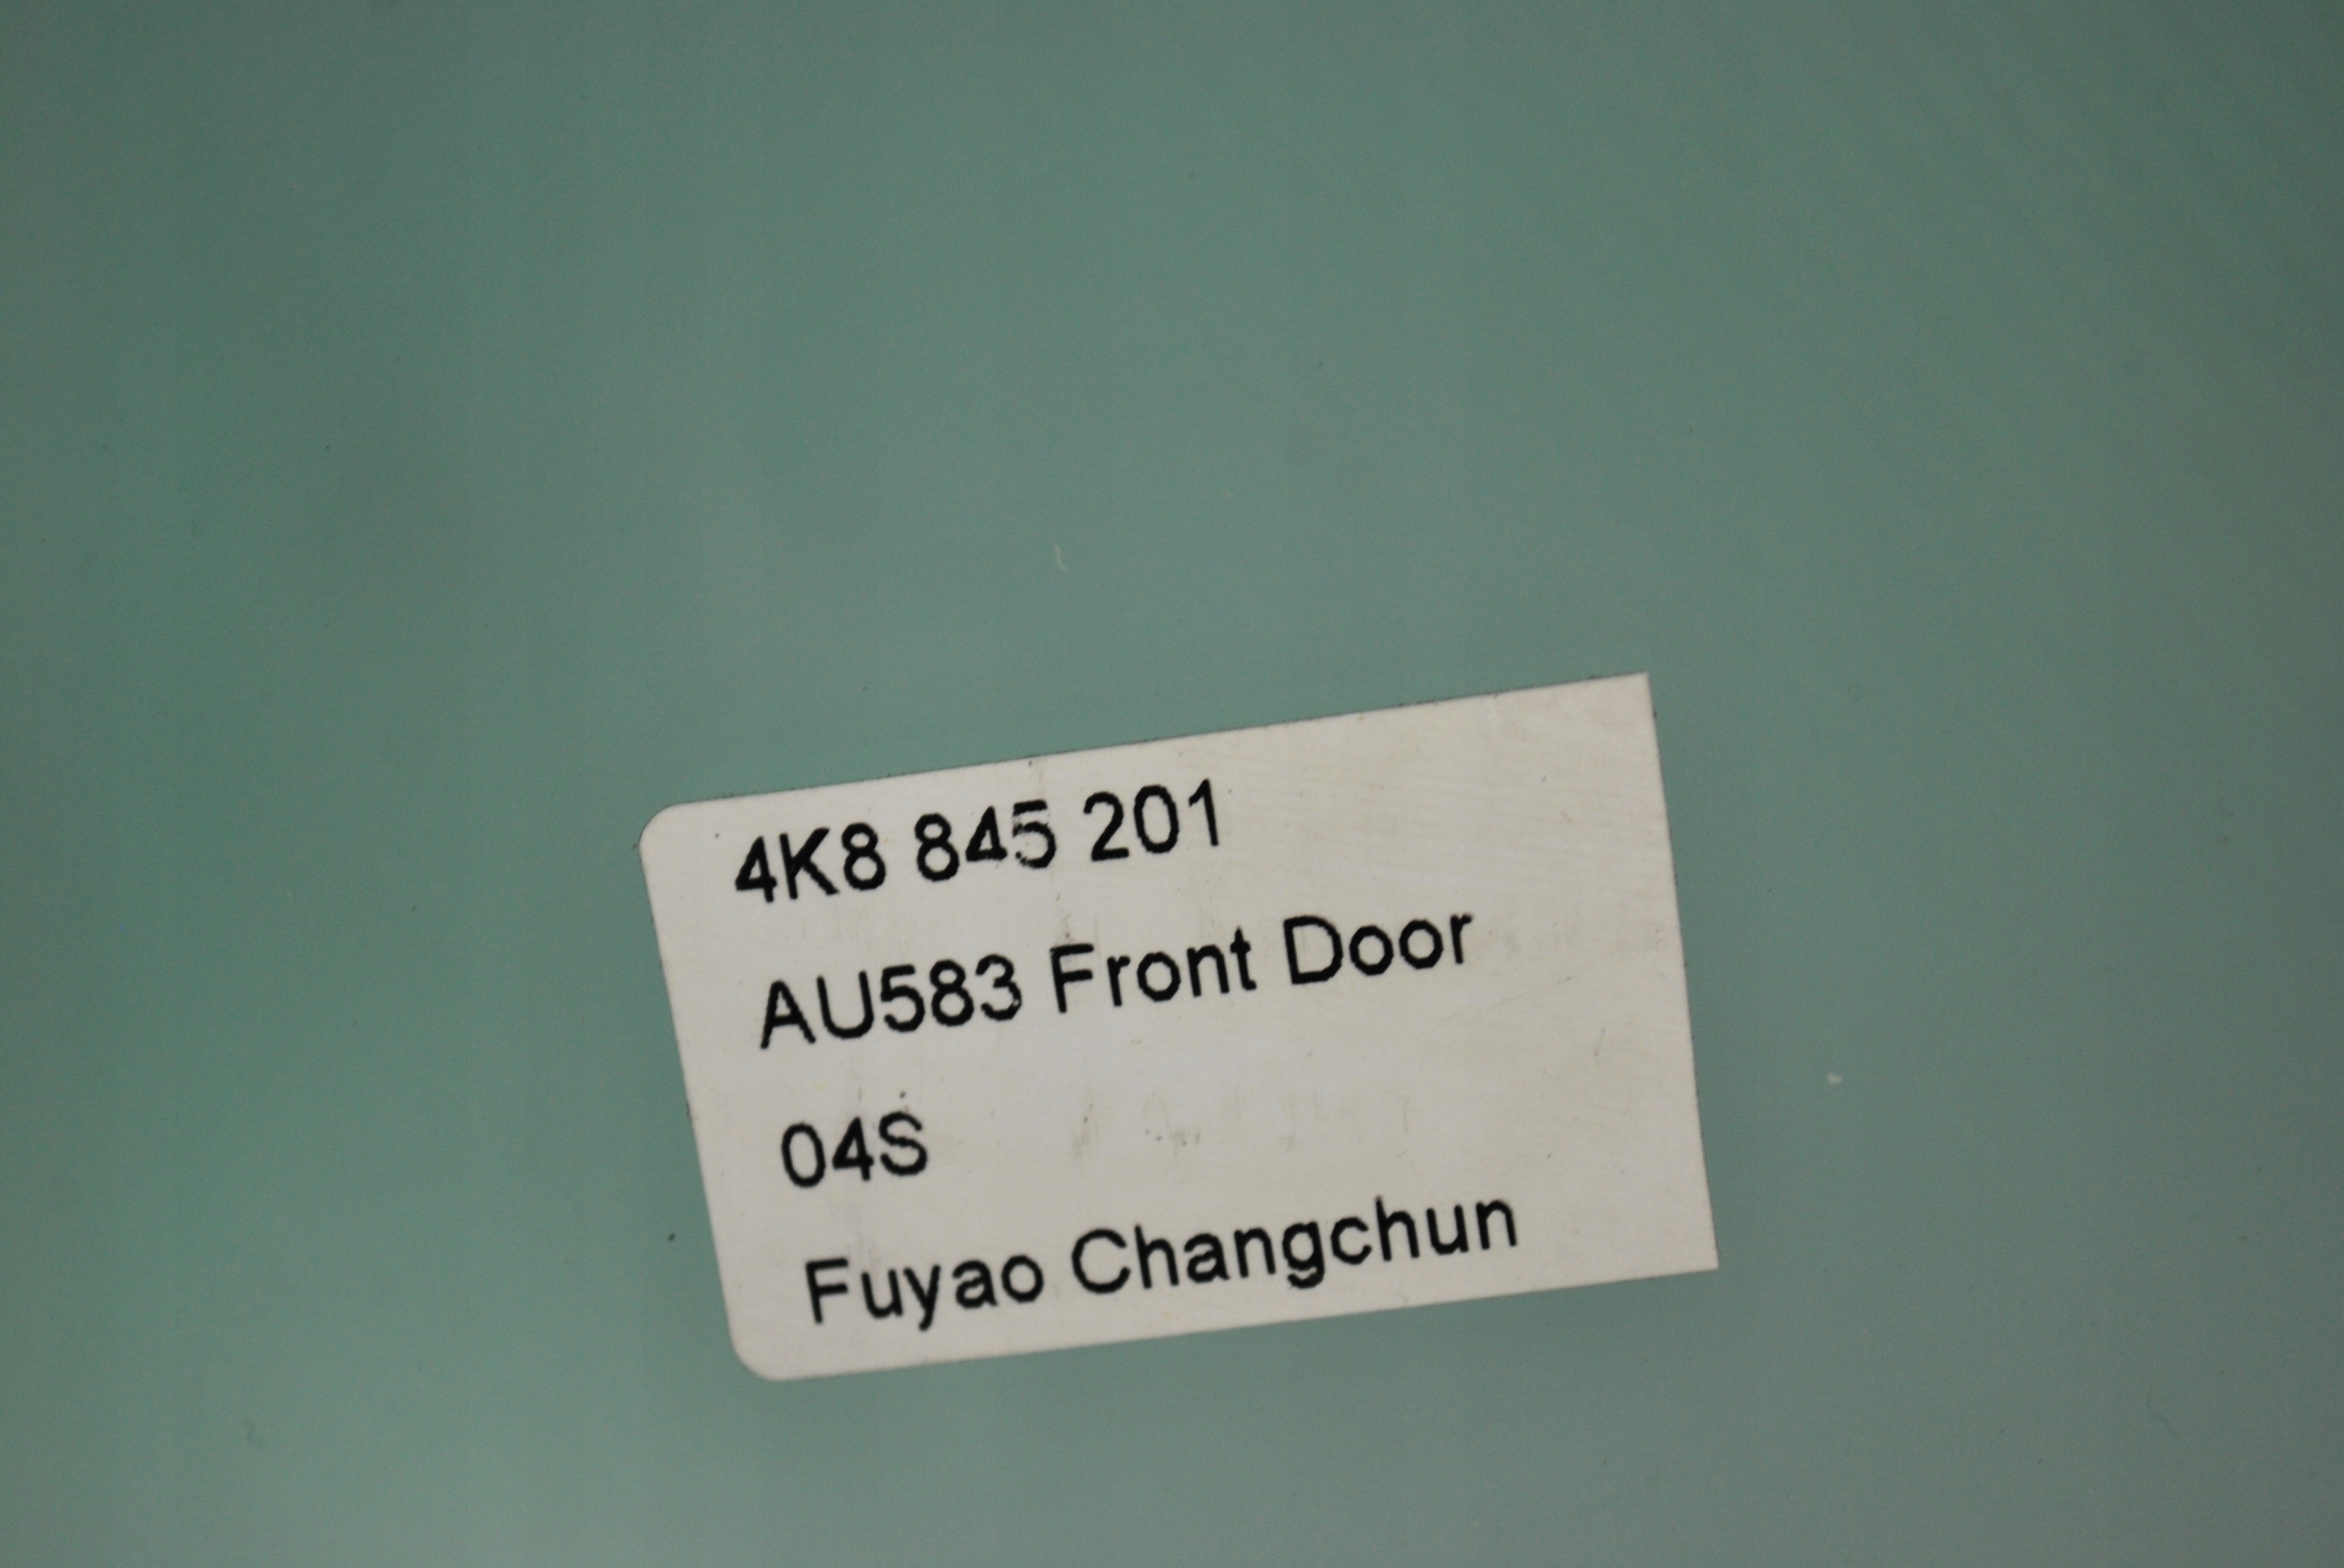 4K8 845 201
AU583 Front Door
04S
Fuyao Changchun